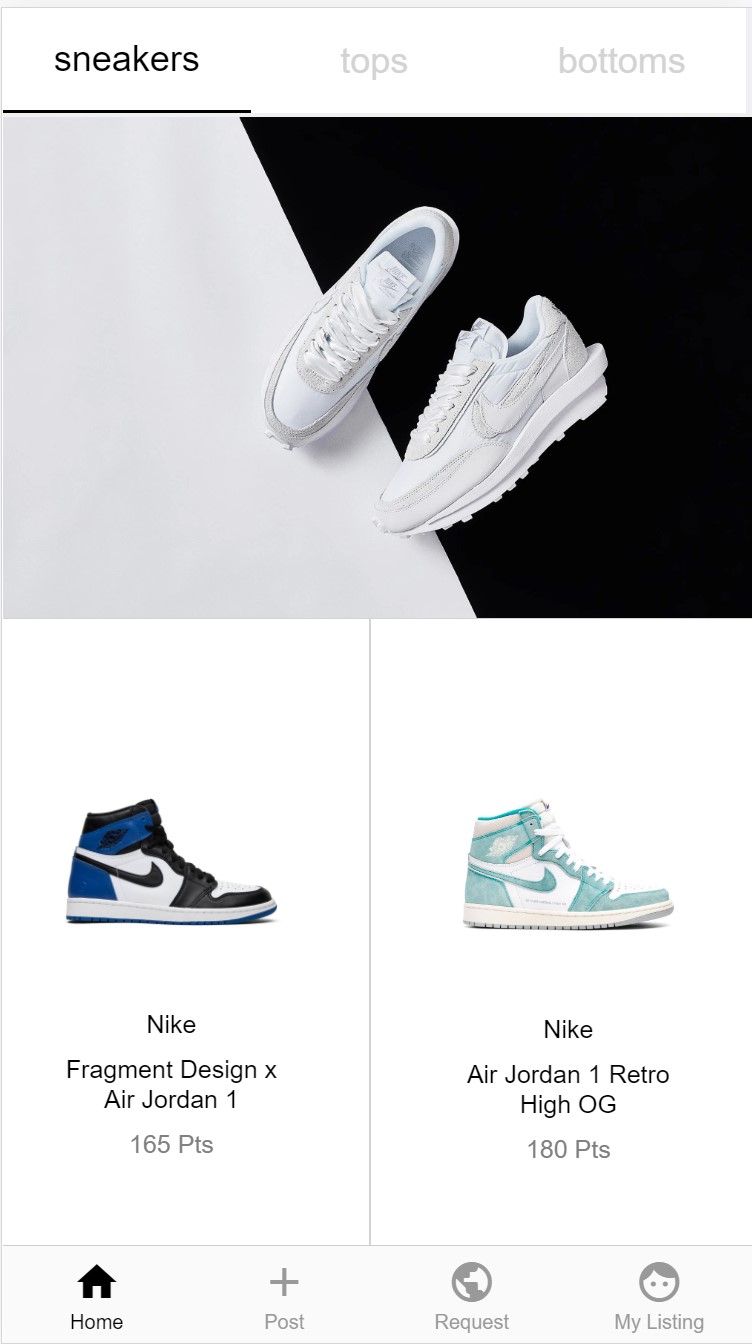 sneakers
tops
bottoms
Nike
Fragment Design x
Air Jordan 1
165 Pts
Nike
Air Jordan 1 Retro
High OG
180 Pts
Home
Post
Request
My Listing